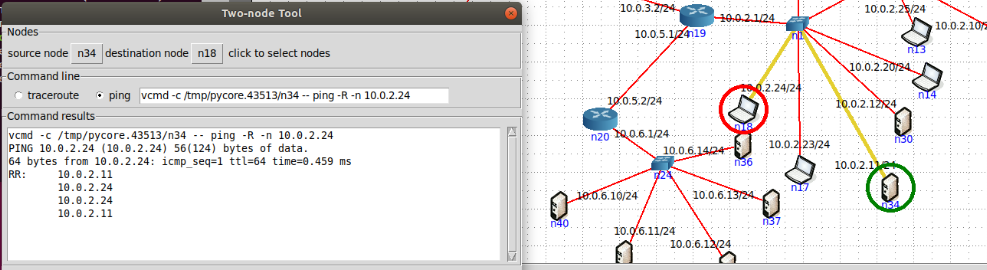 Two-node Tool
Nodes
source node n34 destination node n18 click to select nodes
Command line
traceroute ping vcmd -c /tmp/pycore.43513/n34 -- ping -R -n 10.0.2.24
Command results
vcmd -c /tmp/pycore.43513/n34 -- ping -R -n 10.0.2.24
PING 10.0.2.24 (10.0.2.24) 56(124) bytes of data.
64 bytes from 10.0.2.24: icmp_seq=1 ttl=64 time=0.459 ms
RR: 10.0.2.11
10.0.2.24
10.0.2.24
10.0.2.11
10.0.3.2/24
10.0.2.1/24
10.0.2.25/24
n19
n1
10.0.5.1/24
n13
10.0.2.20/24
n14
10.0.2.24/24
10.0.5.2/24
n18
10.0.2.12/24
n30
n20
10.0.6.1/24
10.0.6.14/24
n36
10.0.2.23/24
n17
10.0.2.11/24
n34
n24
10.0.6.10/24
10.0.6.13/24
n40
n37
10.0.6.11/24
10.0.6.12/24